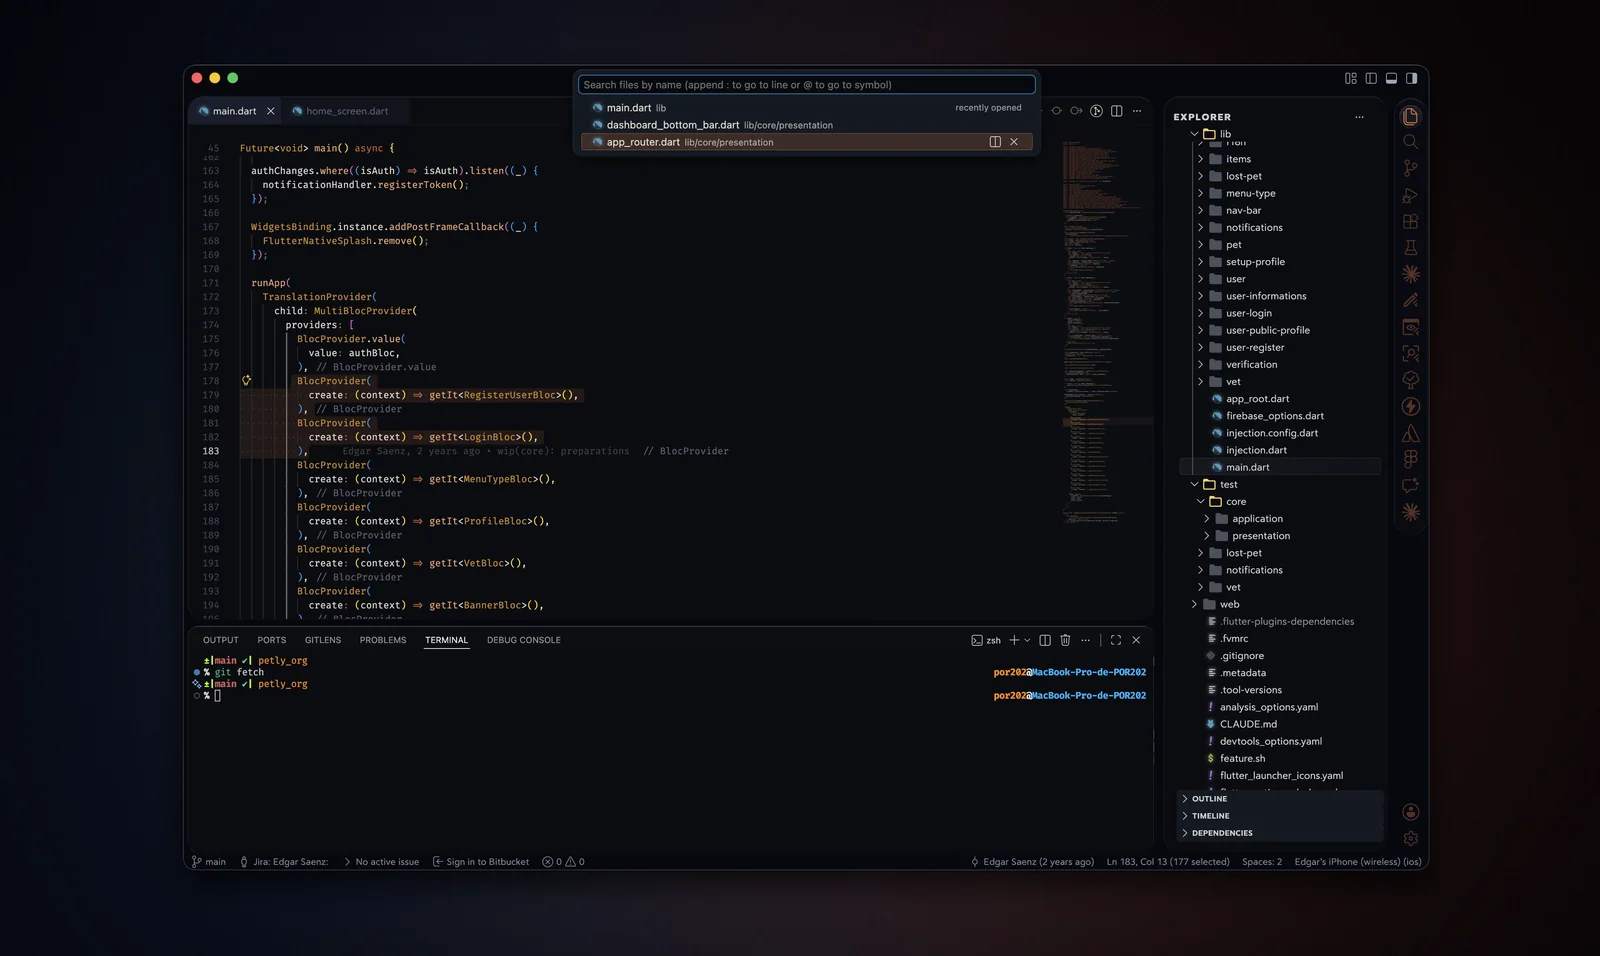 Search files by name (append : to go to line or @ to go to symbol)
main.dart lib recently opened
dashboard_bottom_bar.dart lib/core/presentation
app_router.dart lib/core/presentation
main.dart
home_screen.dart
45 Future<void> main() async {
162
163 authChanges.where((isAuth) ⇒ isAuth).listen((_) {
164 notificationHandler.registerToken();
165 });
166
167 WidgetsBinding.instance.addPostFrameCallback((_) {
168 FlutterNativeSplash.remove();
169 });
170
171 runApp(
172 TranslationProvider(
173 child: MultiBlocProvider(
174 providers: [
175 BlocProvider.value(
176 value: authBloc,
177 ), // BlocProvider.value
178 BlocProvider(
179 create: (context) ⇒ getIt<RegisterUserBloc>(),
180 ), // BlocProvider
181 BlocProvider(
182 create: (context) ⇒ getIt<LoginBloc>(),
183 ), Edgar Saenz, 2 years ago • wip(core): preparations // BlocProvider
184 BlocProvider(
185 create: (context) ⇒ getIt<MenuTypeBloc>(),
186 ), // BlocProvider
187 BlocProvider(
188 create: (context) ⇒ getIt<ProfileBloc>(),
189 ), // BlocProvider
190 BlocProvider(
191 create: (context) ⇒ getIt<VetBloc>(),
192 ), // BlocProvider
193 BlocProvider(
194 create: (context) ⇒ getIt<BannerBloc>(),
195 ), // BlocProvider
OUTPUT PORTS GITLENS PROBLEMS TERMINAL DEBUG CONSOLE
zsh
±|main ✔| petly_org
% git fetch por202@MacBook-Pro-de-POR202
±|main ✔| petly_org
% por202@MacBook-Pro-de-POR202
EXPLORER
lib
items
lost-pet
menu-type
nav-bar
notifications
pet
setup-profile
user
user-informations
user-login
user-public-profile
user-register
verification
vet
app_root.dart
firebase_options.dart
injection.config.dart
injection.dart
main.dart
test
core
application
presentation
lost-pet
notifications
vet
web
.flutter-plugins-dependencies
.fvmrc
.gitignore
.metadata
.tool-versions
analysis_options.yaml
CLAUDE.md
devtools_options.yaml
feature.sh
flutter_launcher_icons.yaml
OUTLINE
TIMELINE
DEPENDENCIES
main Jira: Edgar Saenz: No active issue Sign in to Bitbucket 0 0 Edgar Saenz (2 years ago) Ln 183, Col 13 (177 selected) Spaces: 2 Edgar's iPhone (wireless) (ios)